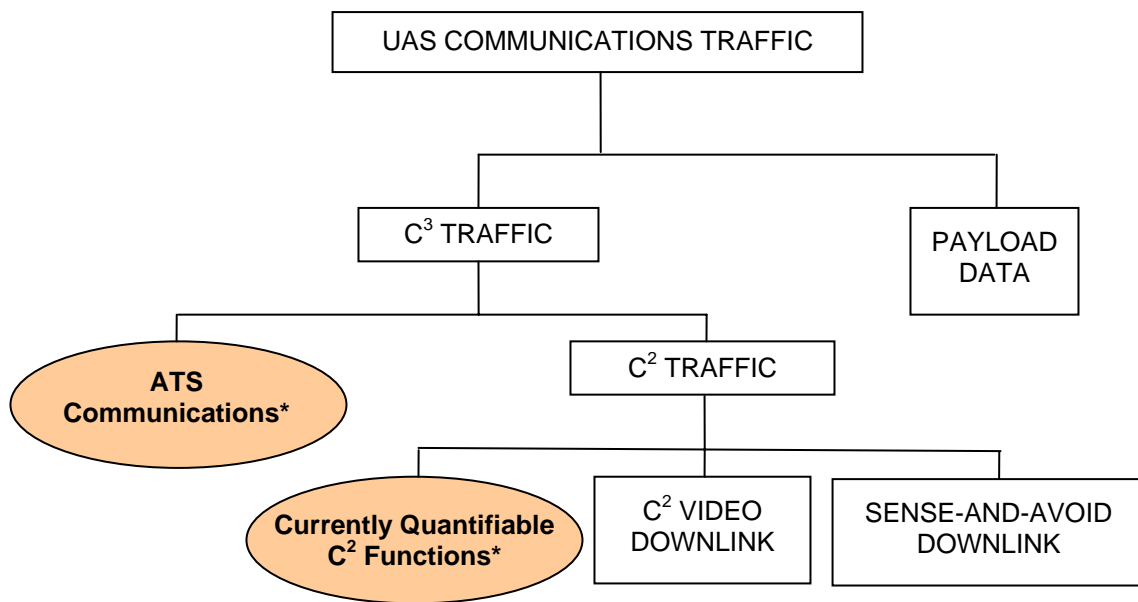 UAS COMMUNICATIONS TRAFFIC
C³ TRAFFIC
PAYLOAD
DATA
ATS
Communications*
C² TRAFFIC
Currently Quantifiable
C² Functions*
C² VIDEO
DOWNLINK
SENSE-AND-AVOID
DOWNLINK